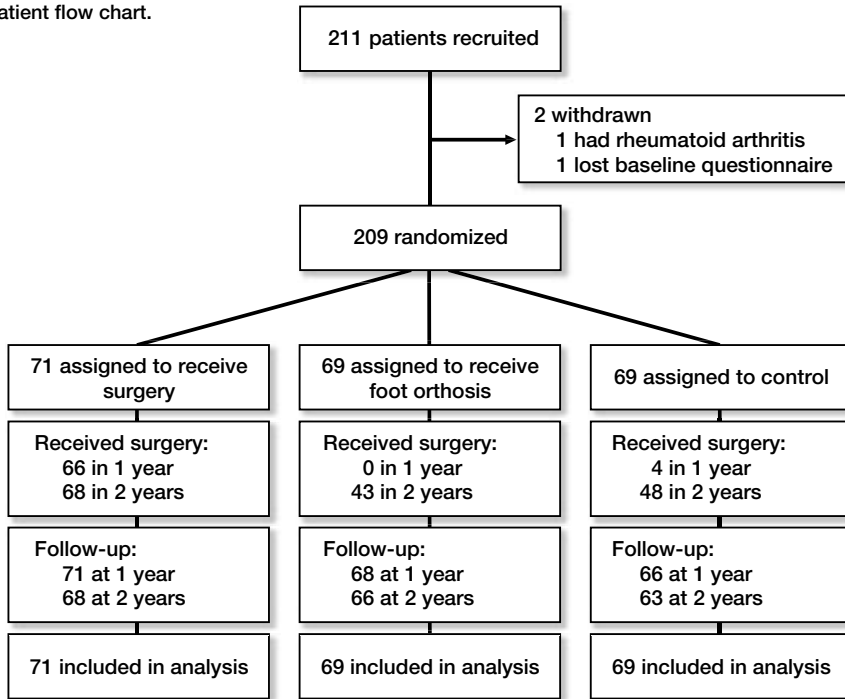 atient flow chart.
211 patients recruited
2 withdrawn
1 had rheumatoid arthritis
1 lost baseline questionnaire
209 randomized
71 assigned to receive
surgery
69 assigned to receive
foot orthosis
69 assigned to control
Received surgery:
66 in 1 year
68 in 2 years
Received surgery:
0 in 1 year
43 in 2 years
Received surgery:
4 in 1 year
48 in 2 years
Follow-up:
71 at 1 year
68 at 2 years
Follow-up:
68 at 1 year
66 at 2 years
Follow-up:
66 at 1 year
63 at 2 years
71 included in analysis
69 included in analysis
69 included in analysis